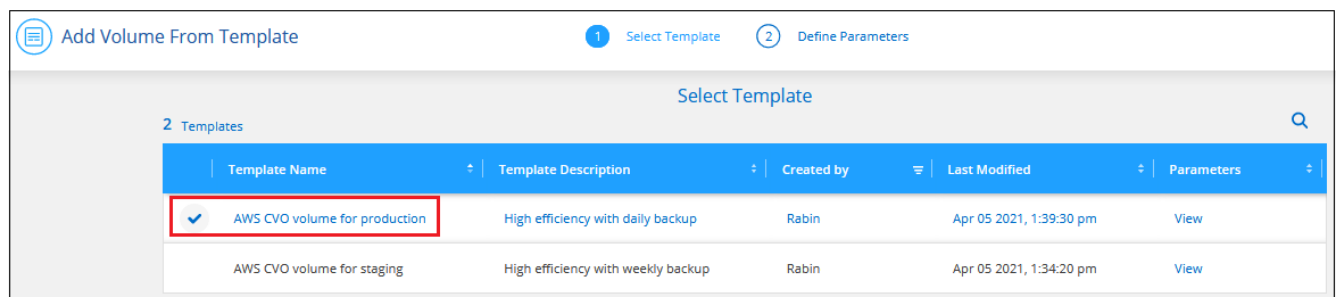 Add Volume From Template
1 Select Template 2 Define Parameters
Select Template
2 Templates
Template Name Template Description Created by Last Modified Parameters
AWS CVO volume for production High efficiency with daily backup Rabin Apr 05 2021, 1:39:30 pm View
AWS CVO volume for staging High efficiency with weekly backup Rabin Apr 05 2021, 1:34:20 pm View